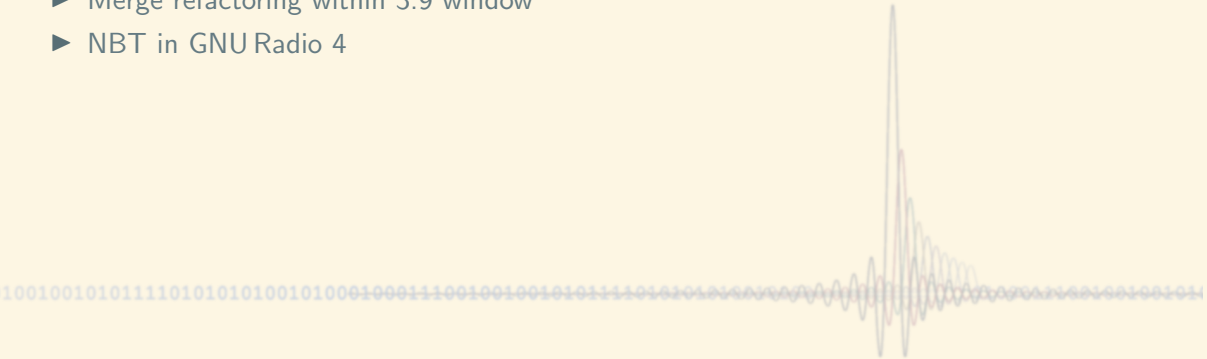 ▶ Merge refactoring within 3.9 window
▶ NBT in GNU Radio 4